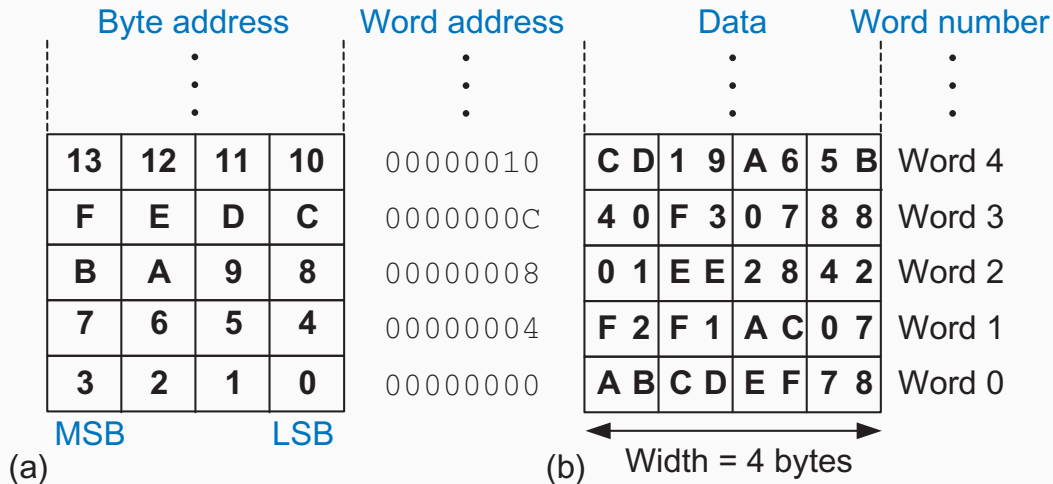 Byte address Word address Data Word number
13 12 11 10 00000010 C D 1 9 A 6 5 B Word 4
F E D C 0000000C 4 0 F 3 0 7 8 8 Word 3
B A 9 8 00000008 0 1 E E 2 8 4 2 Word 2
7 6 5 4 00000004 F 2 F 1 A C 0 7 Word 1
3 2 1 0 00000000 A B C D E F 7 8 Word 0
MSB LSB
(a) (b) Width = 4 bytes